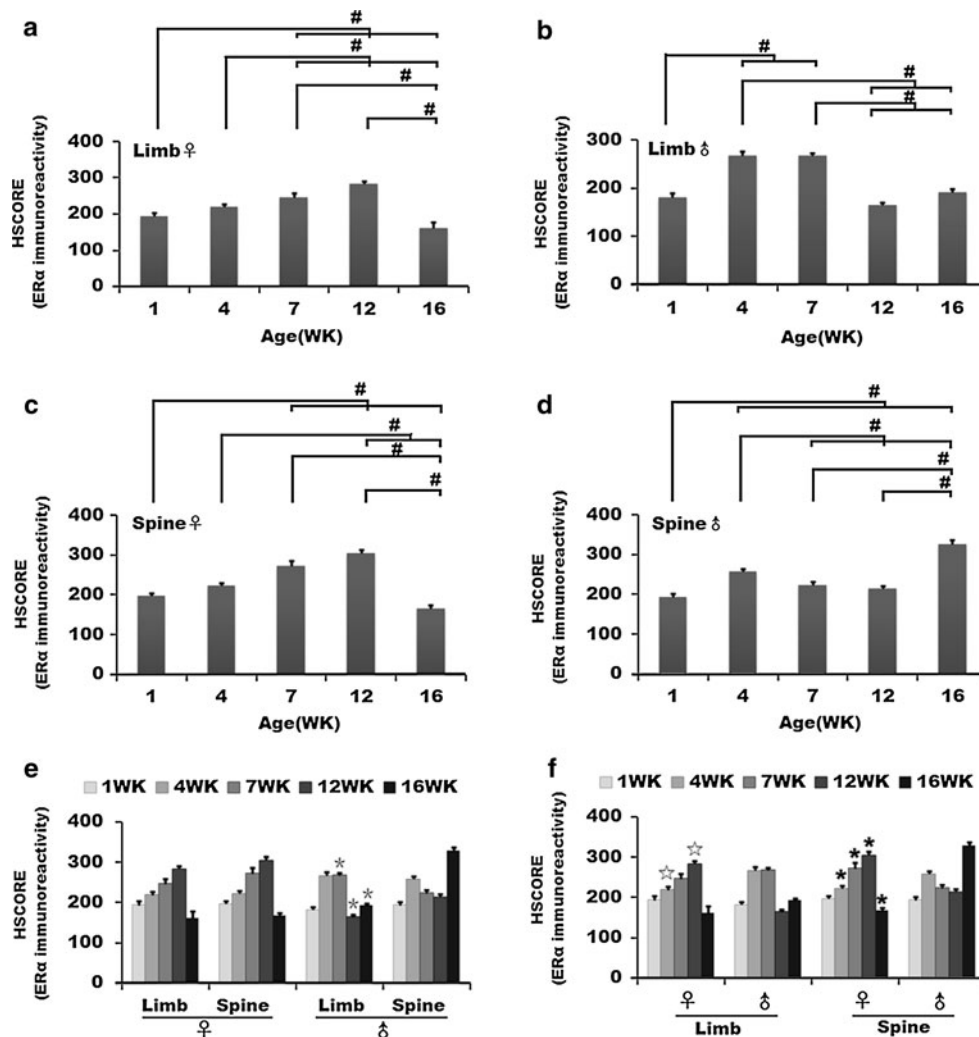 a
#
#
#
#
Limb♀
400
300
200
100
0
HSCORE
(ERα immunoreactivity)
1 4 7 12 16
Age(WK)
b
#
#
#
Limb♂
300
200
100
0
HSCORE
(ERα immunoreactivity)
1 4 7 12 16
Age(WK)
c
#
#
#
#
Spine♀
400
300
200
100
0
HSCORE
(ERα immunoreactivity)
1 4 7 12 16
Age(WK)
d
#
#
#
#
Spine♂
400
300
200
100
0
HSCORE
(ERα immunoreactivity)
1 4 7 12 16
Age(WK)
e
1WK 4WK 7WK 12WK 16WK
400
300
200
100
0
HSCORE
(ERα immunoreactivity)
* * *
Limb Spine Limb Spine
♀ ♂
f
1WK 4WK 7WK 12WK 16WK
400
300
200
100
0
HSCORE
(ERα immunoreactivity)
☆ ☆ * * * *
♀ ♂ ♀ ♂
Limb Spine